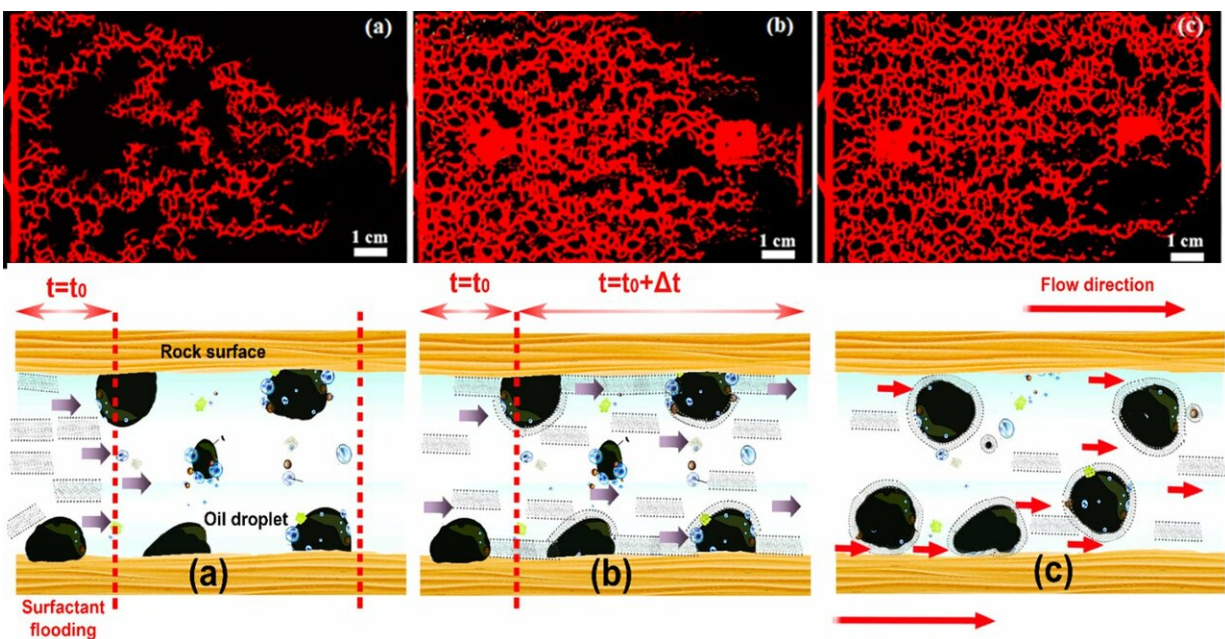 (a)
(b)
(c)
1 cm
1 cm
1 cm
t=t₀
t=t₀
t=t₀+Δt
Flow direction
Rock surface
Oil droplet
(a)
(b)
(c)
Surfactant
flooding